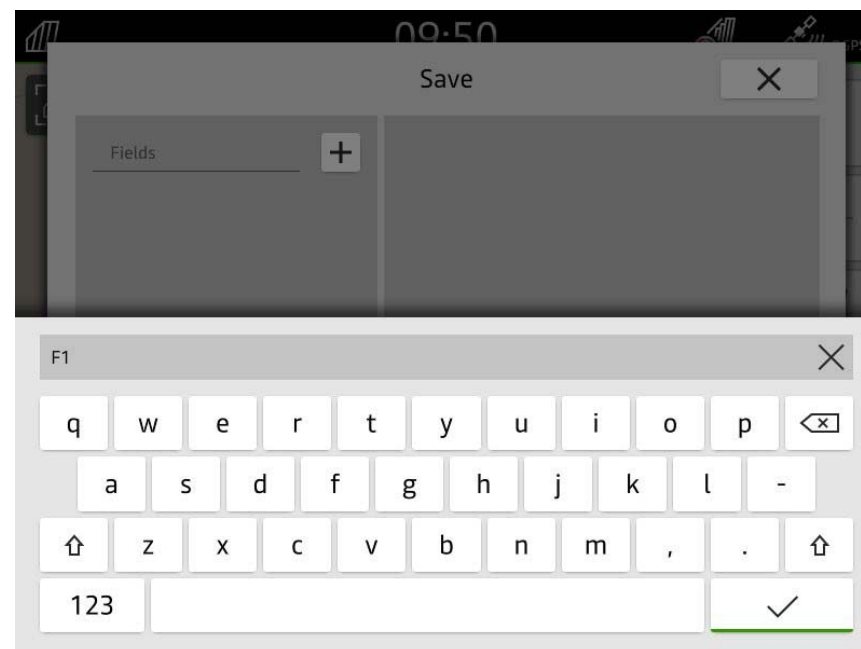 09:50
Save
Fields
F1
q w e r t y u i o p
a s d f g h j k l -
z x c v b n m , .
123